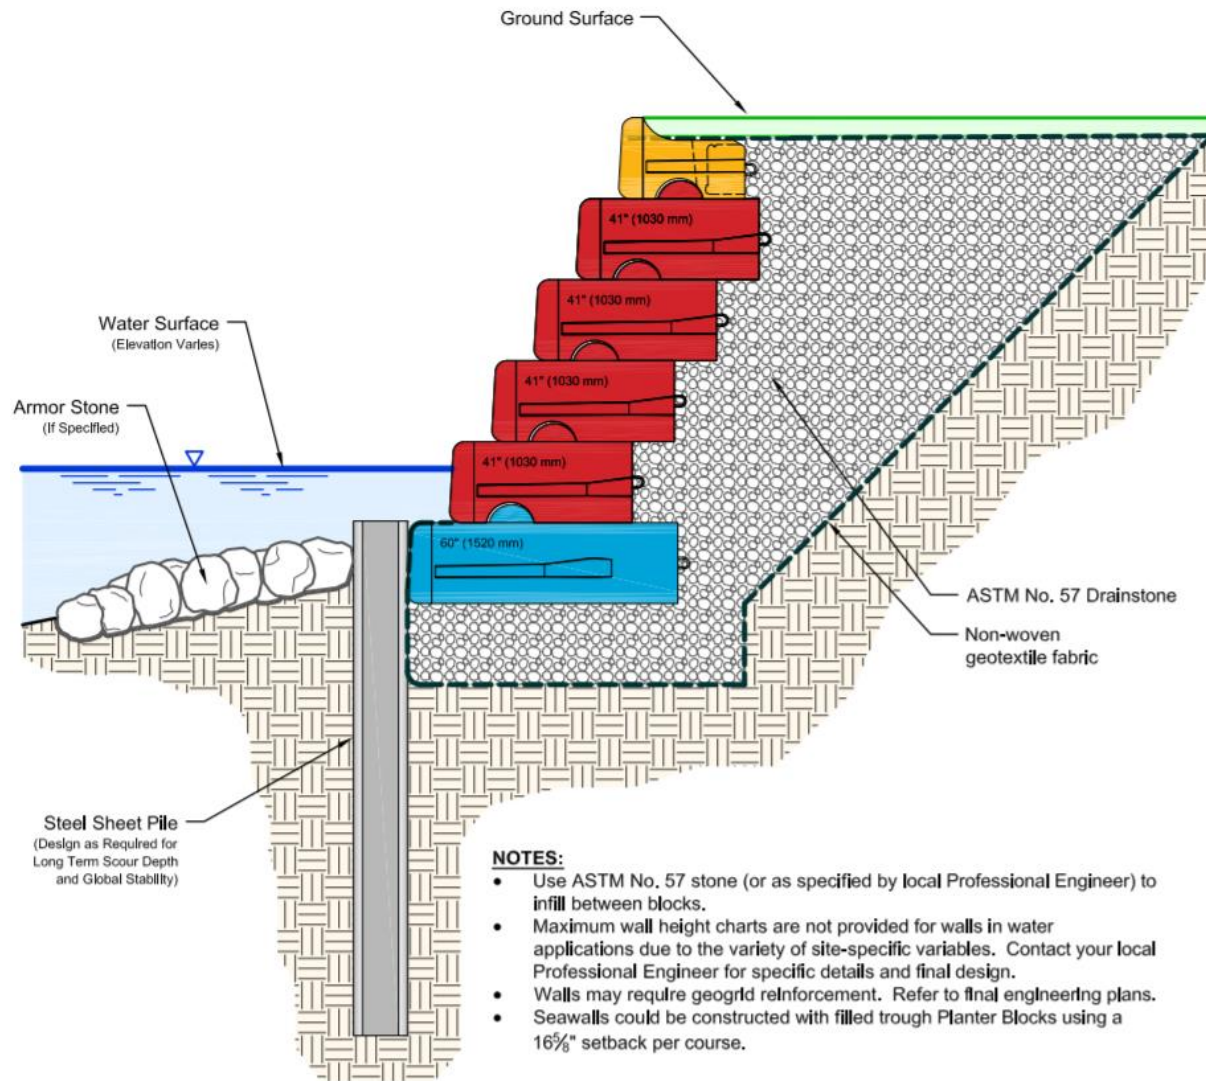 Ground Surface
41" (1030 mm)
41" (1030 mm)
Water Surface
(Elevation Varies)
41" (1030 mm)
Armor Stone
(If Specified)
41" (1030 mm)
60" (1520 mm)
ASTM No. 57 Drainstone
Non-woven
geotextile fabric
Steel Sheet Pile
(Design as Required for
Long Term Scour Depth
and Global Stability)
NOTES:
• Use ASTM No. 57 stone (or as specified by local Professional Engineer) to
infill between blocks.
• Maximum wall height charts are not provided for walls in water
applications due to the variety of site-specific variables. Contact your local
Professional Engineer for specific details and final design.
• Walls may require geogrid reinforcement. Refer to final engineering plans.
• Seawalls could be constructed with filled trough Planter Blocks using a
16⅝" setback per course.